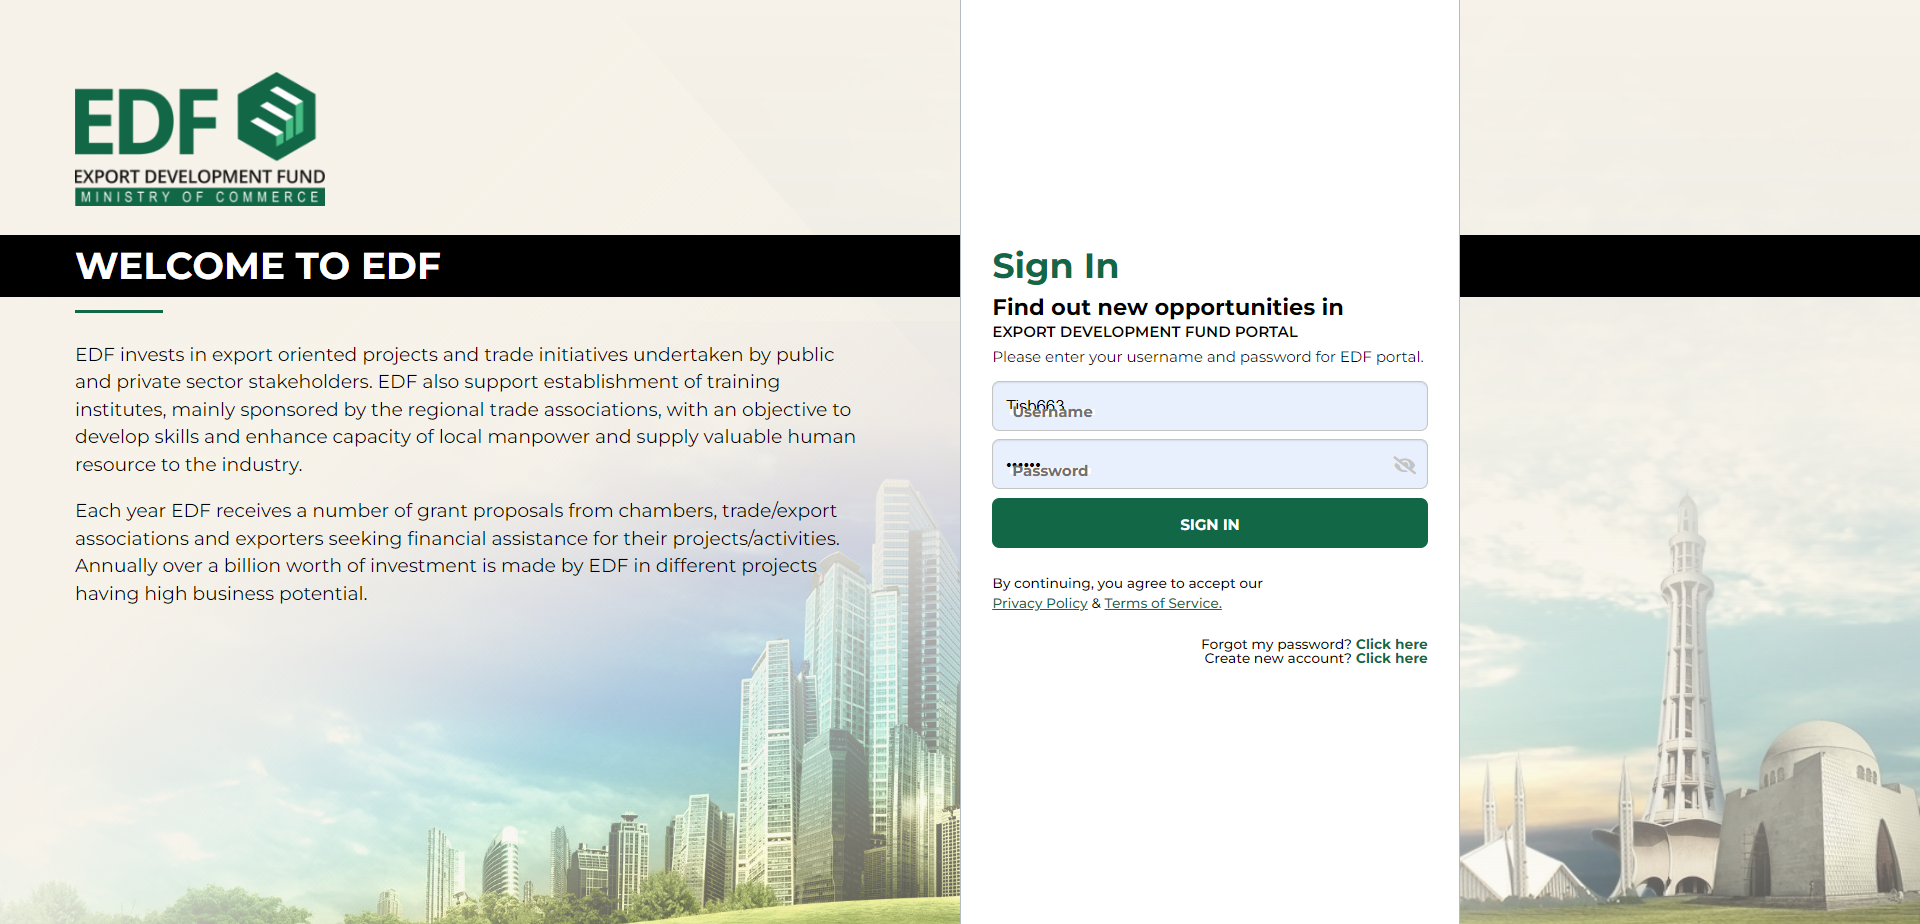 EDF
EXPORT DEVELOPMENT FUND
MINISTRY OF COMMERCE
WELCOME TO EDF
EDF invests in export oriented projects and trade initiatives undertaken by public
and private sector stakeholders. EDF also support establishment of training
institutes, mainly sponsored by the regional trade associations, with an objective to
develop skills and enhance capacity of local manpower and supply valuable human
resource to the industry.
Each year EDF receives a number of grant proposals from chambers, trade/export
associations and exporters seeking financial assistance for their projects/activities.
Annually over a billion worth of investment is made by EDF in different projects
having high business potential.
Sign In
Find out new opportunities in
EXPORT DEVELOPMENT FUND PORTAL
Please enter your username and password for EDF portal.
Tish663
Username
••••••
Password
SIGN IN
By continuing, you agree to accept our
Privacy Policy & Terms of Service.
Forgot my password? Click here
Create new account? Click here